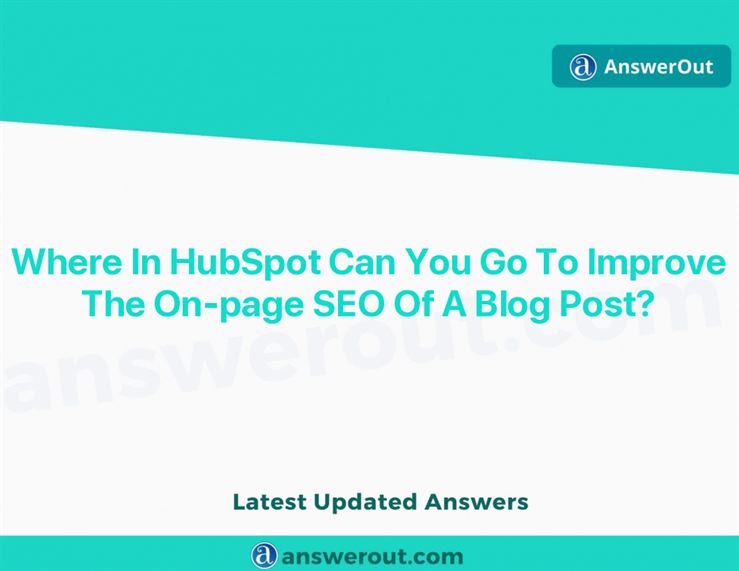 AnswerOut
Where In HubSpot Can You Go To Improve
The On-page SEO Of A Blog Post?
answerout.com
Latest Updated Answers
answerout.com